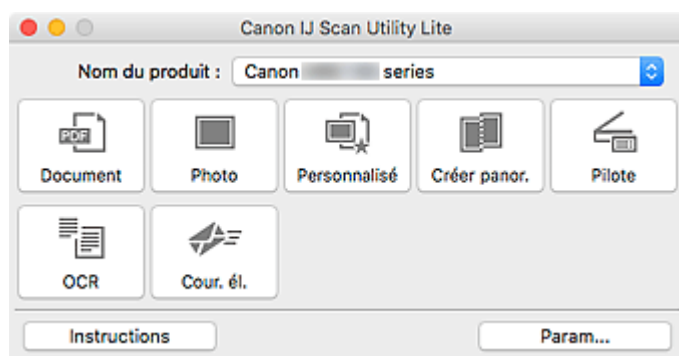 Canon IJ Scan Utility Lite
Nom du produit : Canon series
PDF
Document Photo Personnalisé Créer panor. Pilote
OCR Cour. él.
Instructions Param...